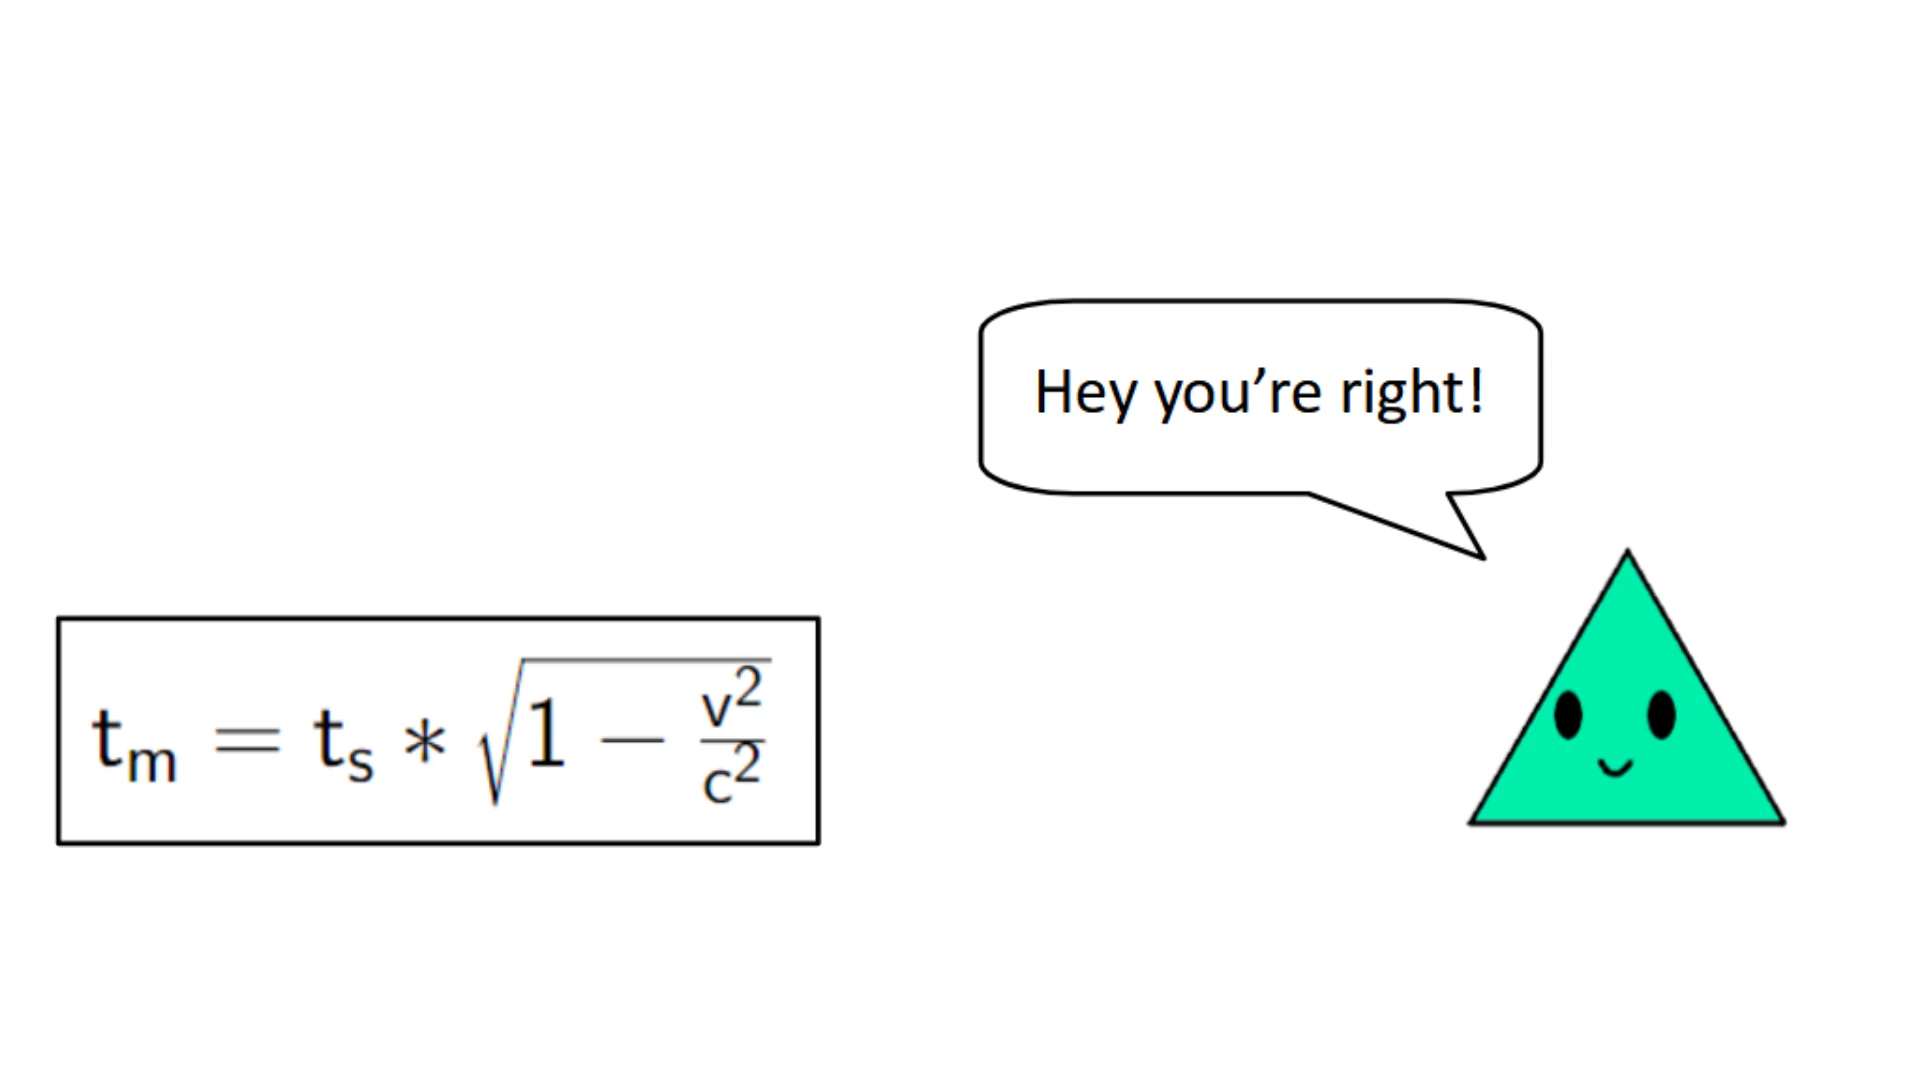 Hey you’re right!
tₘ = tₛ * √(1 − v²/c²)